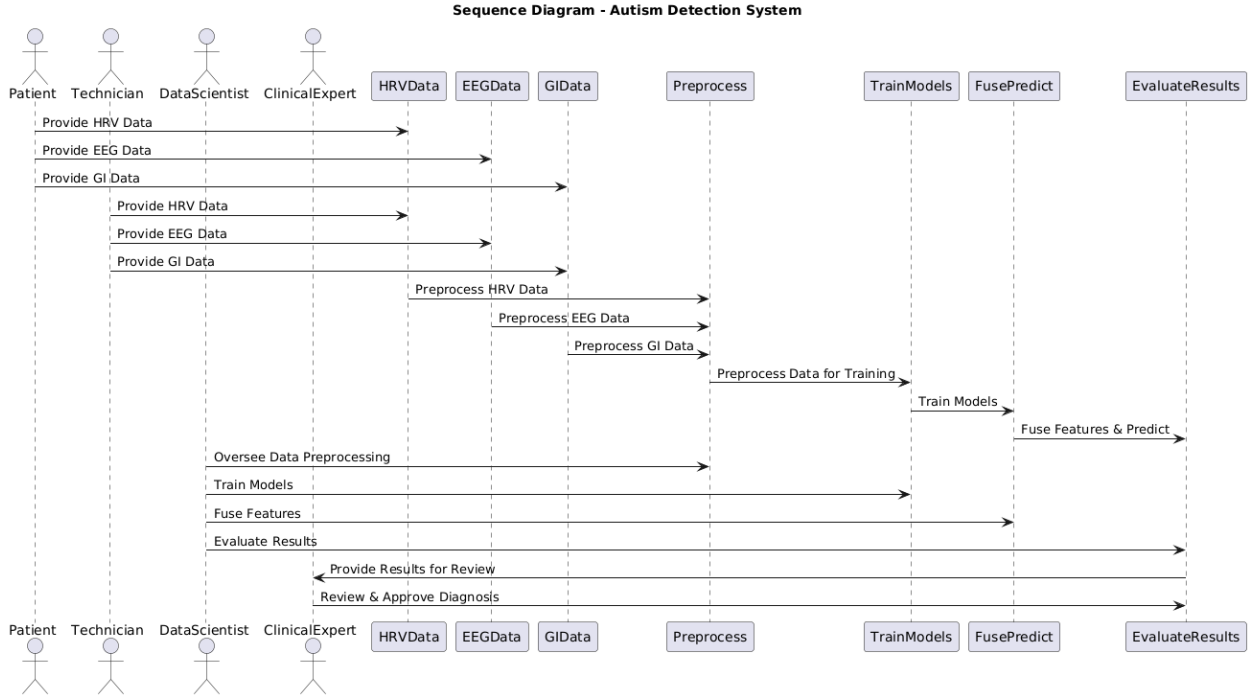 Sequence Diagram - Autism Detection System
Patient
Technician
DataScientist
ClinicalExpert
HRVData
EEGData
GIData
Preprocess
TrainModels
FusePredict
EvaluateResults
Provide HRV Data
Provide EEG Data
Provide GI Data
Provide HRV Data
Provide EEG Data
Provide GI Data
Preprocess HRV Data
Preprocess EEG Data
Preprocess GI Data
Preprocess Data for Training
Train Models
Fuse Features & Predict
Oversee Data Preprocessing
Train Models
Fuse Features
Evaluate Results
Provide Results for Review
Review & Approve Diagnosis
Patient
Technician
DataScientist
ClinicalExpert
HRVData
EEGData
GIData
Preprocess
TrainModels
FusePredict
EvaluateResults